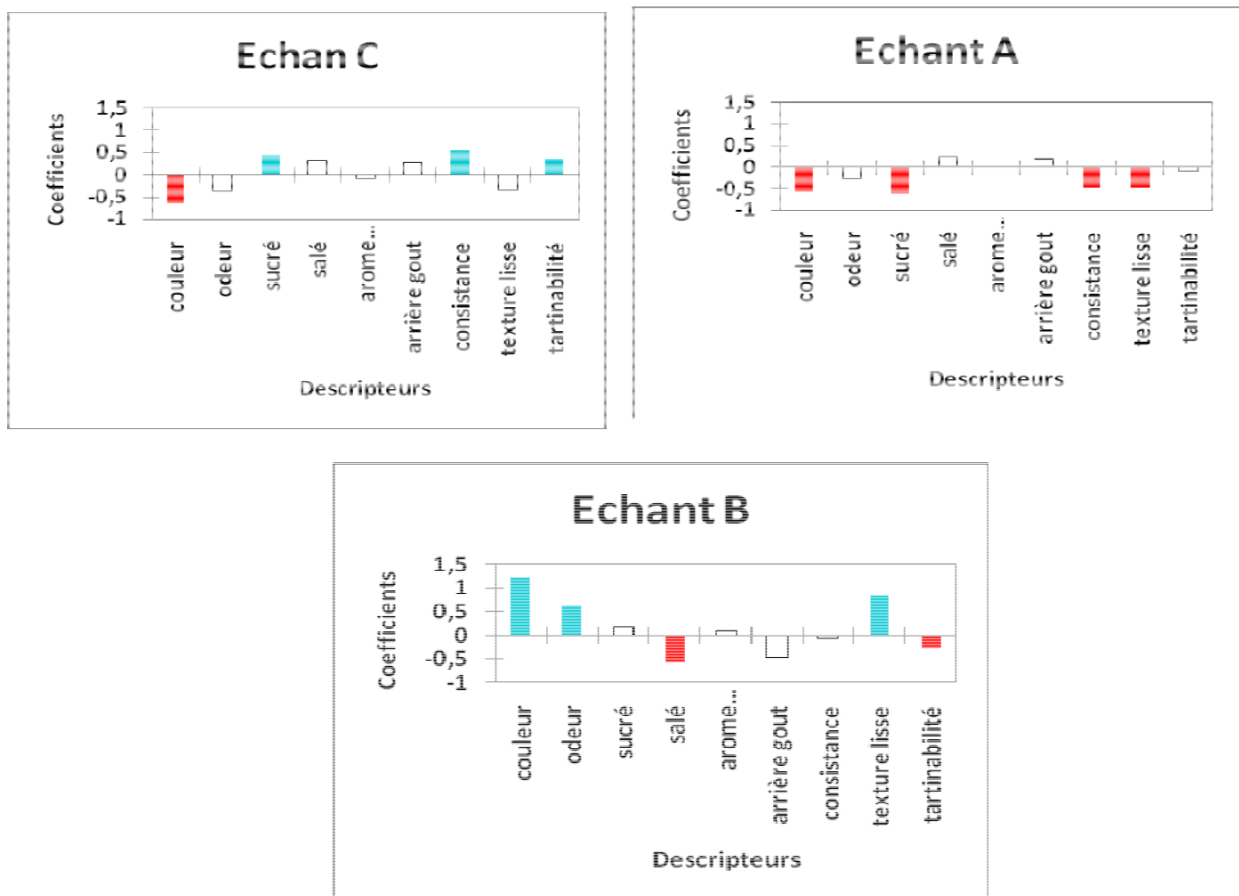 Echan C
Coefficients
1,5
1
0,5
0
-0,5
-1
couleur
odeur
sucré
salé
arome...
arrière gout
consistance
texture lisse
tartinabilité
Descripteurs
Echant A
Coefficients
1,5
1
0,5
0
-0,5
-1
couleur
odeur
sucré
salé
arome...
arrière gout
consistance
texture lisse
tartinabilité
Descripteurs
Echant B
Coefficients
1,5
1
0,5
0
-0,5
-1
couleur
odeur
sucré
salé
arome...
arrière gout
consistance
texture lisse
tartinabilité
Descripteurs